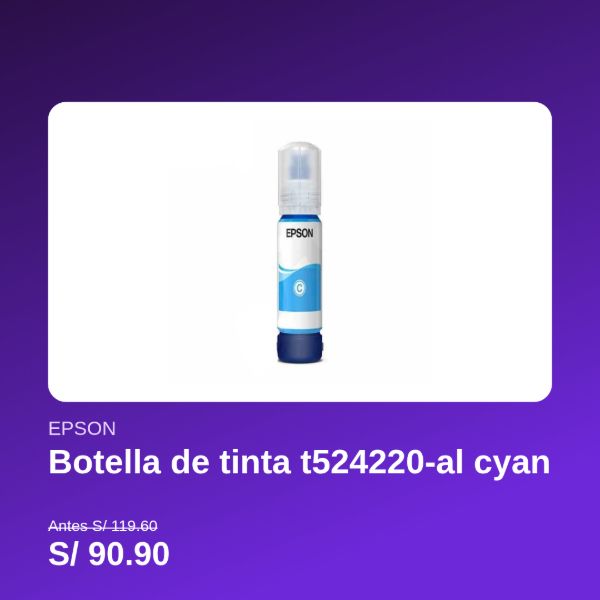 EPSON
C
EPSON
Botella de tinta t524220-al cyan
Antes S/ 119.60
S/ 90.90